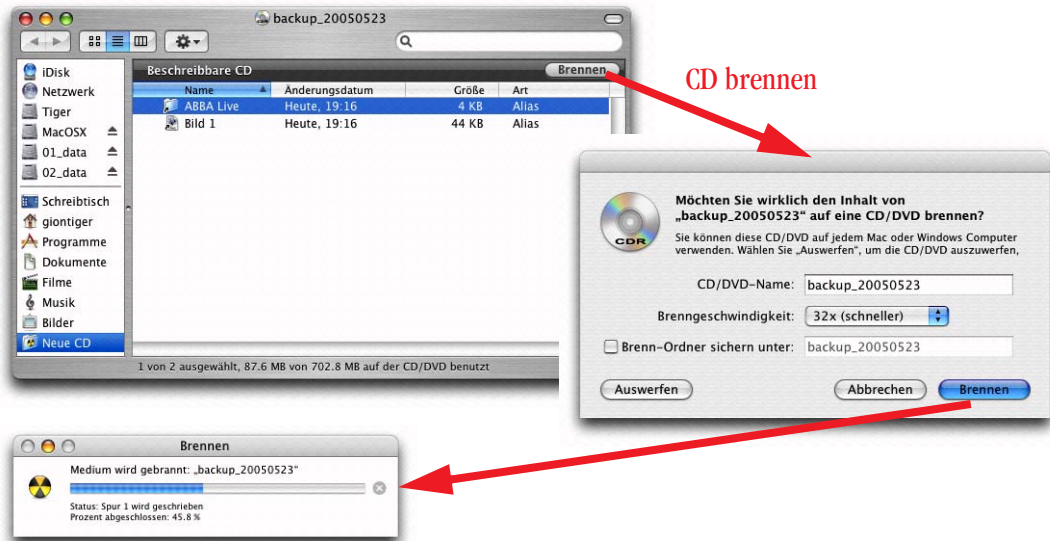 backup_20050523
Beschreibbare CD
Brennen
Name Änderungsdatum Größe Art
ABBA Live Heute, 19:16 4 KB Alias
Bild 1 Heute, 19:16 44 KB Alias
iDisk
Netzwerk
Tiger
MacOSX
01_data
02_data
Schreibtisch
giontiger
Programme
Dokumente
Filme
Musik
Bilder
Neue CD
1 von 2 ausgewählt, 87.6 MB von 702.8 MB auf der CD/DVD benutzt
CD brennen
CDR
Möchten Sie wirklich den Inhalt von
„backup_20050523“ auf eine CD/DVD brennen?
Sie können diese CD/DVD auf jedem Mac oder Windows Computer
verwenden. Wählen Sie „Auswerfen“, um die CD/DVD auszuwerfen,
CD/DVD-Name: backup_20050523
Brenngeschwindigkeit: 32x (schneller)
Brenn-Ordner sichern unter: backup_20050523
Auswerfen Abbrechen Brennen
Brennen
Medium wird gebrannt: „backup_20050523“
Status: Spur 1 wird geschrieben
Prozent abgeschlossen: 45.8 %